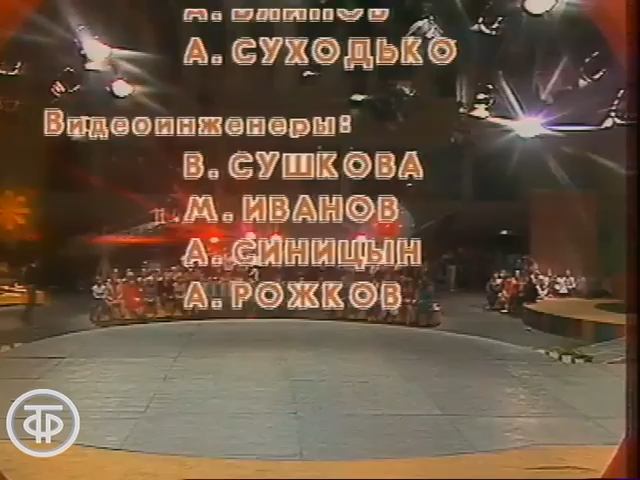 А. СУХОДЬКО
Видеоинженеры:
В. СУШКОВА
М. ИВАНОВ
А. СИНИЦЫН
А. РОЖКОВ